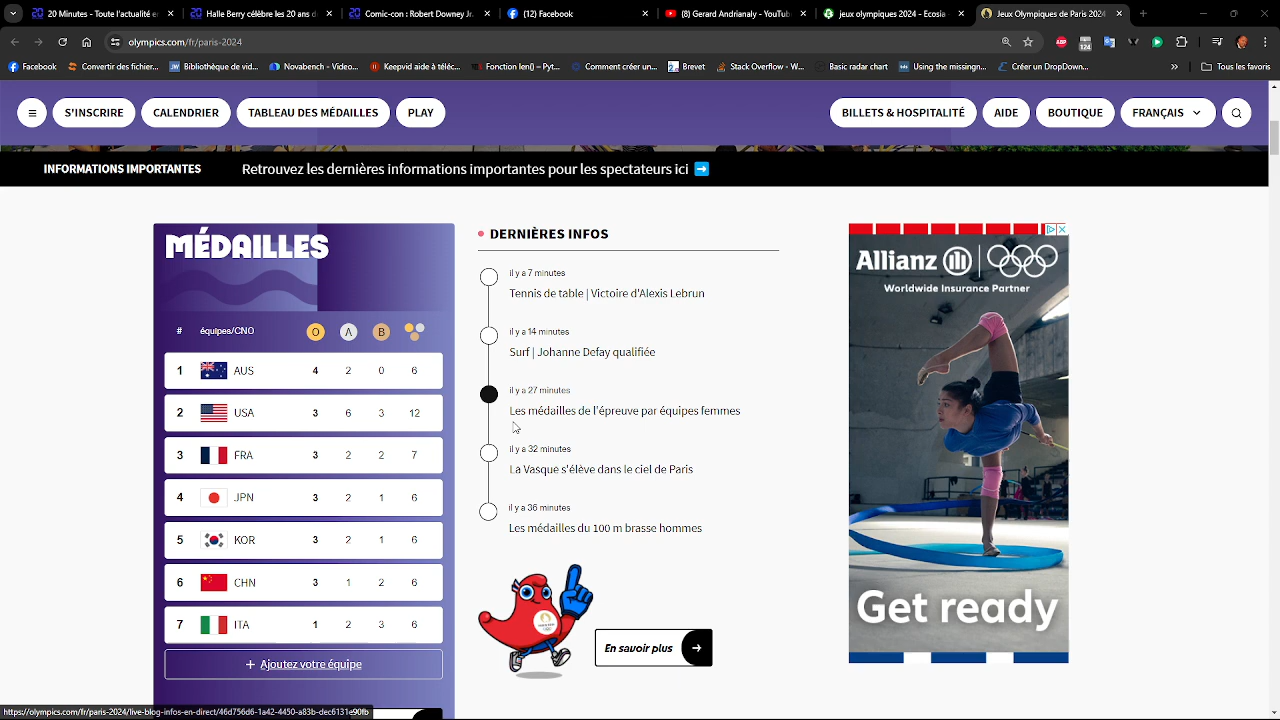 20 Minutes - Toute l'actualité e
Halle Berry célèbre les 20 ans d
Comic-con : Robert Downey Jr.
(12) Facebook
(8) Gerard Andrianaly - YouTube
jeux olympiques 2024 - Ecosia
Jeux Olympiques de Paris 2024
olympics.com/fr/paris-2024
Facebook
Convertir des fichier...
Bibliothèque de vid...
Novabench - Video...
Keepvid aide à téléc...
Fonction len() — Pyt...
Comment créer un...
Brevet
Stack Overflow - W...
Basic radar chart
Using the missingn...
Créer un DropDown...
Tous les favoris
S'INSCRIRE
CALENDRIER
TABLEAU DES MÉDAILLES
PLAY
BILLETS & HOSPITALITÉ
AIDE
BOUTIQUE
FRANÇAIS
INFORMATIONS IMPORTANTES
Retrouvez les dernières informations importantes pour les spectateurs ici ➡️
MÉDAILLES
# équipes/CNO O A B
1 AUS 4 2 0 6
2 USA 3 6 3 12
3 FRA 3 2 2 7
4 JPN 3 2 1 6
5 KOR 3 2 1 6
6 CHN 3 1 2 6
7 ITA 1 2 3 6
+ Ajoutez votre équipe
DERNIÈRES INFOS
il y a 7 minutes
Tennis de table | Victoire d'Alexis Lebrun
il y a 14 minutes
Surf | Johanne Defay qualifiée
il y a 27 minutes
Les médailles de l'épreuve par équipes femmes
il y a 32 minutes
La Vasque s'élève dans le ciel de Paris
il y a 36 minutes
Les médailles du 100 m brasse hommes
En savoir plus
Allianz
Worldwide Insurance Partner
Get ready
https://olympics.com/fr/paris-2024/live-blog-infos-en-direct/46d756d6-1a42-4450-a83b-dec6131e90fb